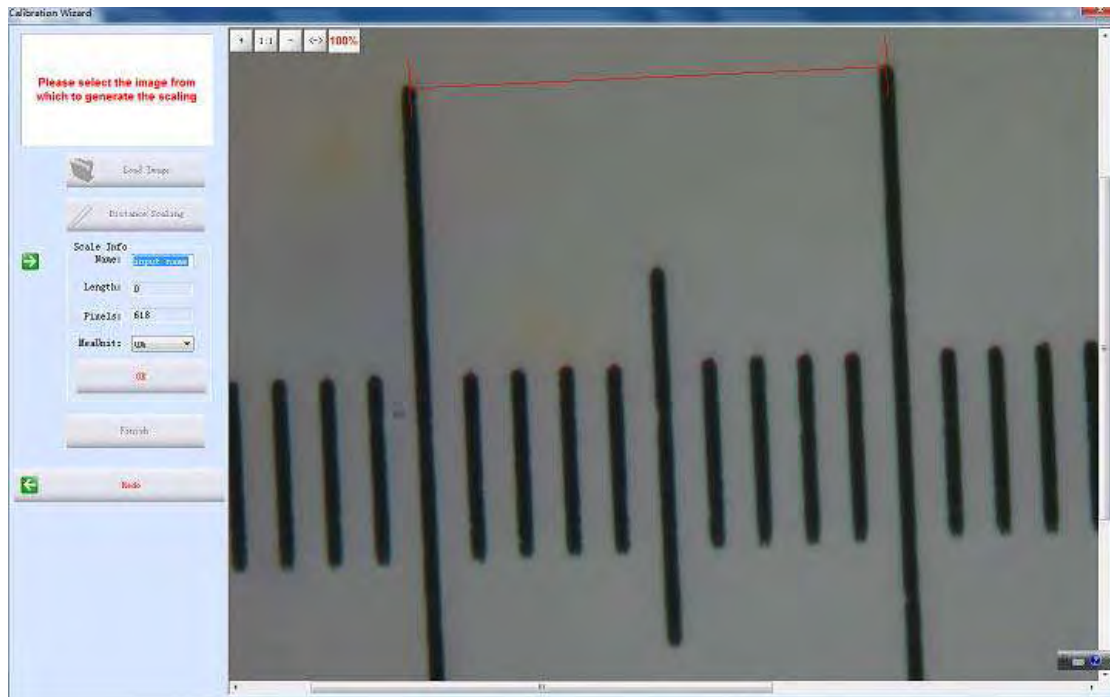 Calibration Wizard
+ 1:1 - <-> 100%
Please select the image from
which to generate the scaling
Load Image
Distance Scaling
Scale Info
Name: input name
Length: 0
Pixels: 618
MeaUnit: um
OK
Finish
Redo